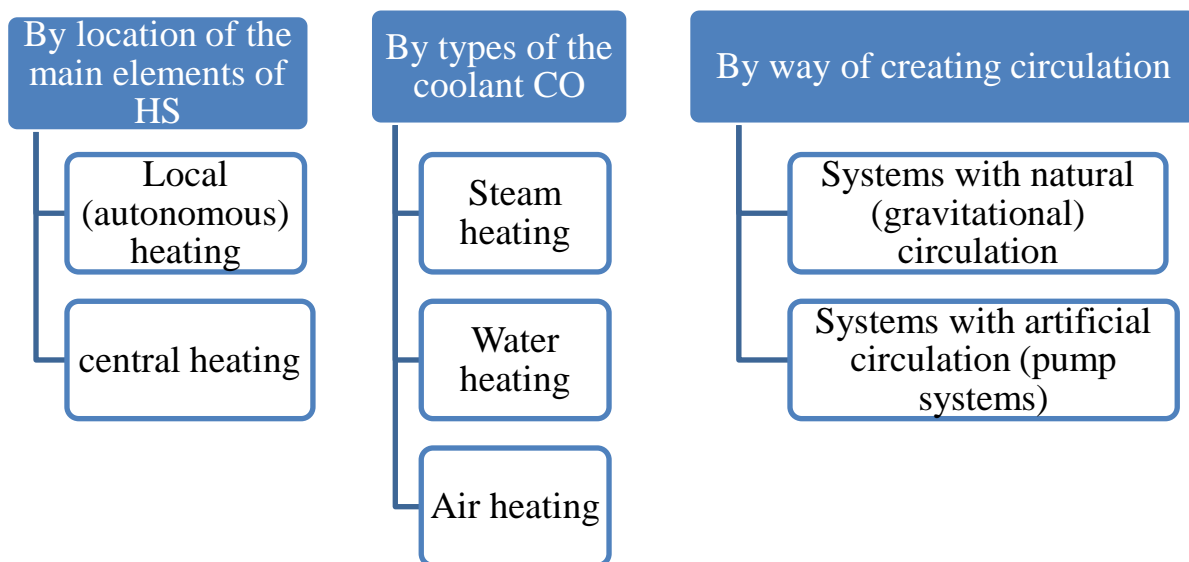 By location of the
main elements of
HS
Local
(autonomous)
heating
central heating
By types of the
coolant CO
Steam
heating
Water
heating
Air heating
By way of creating circulation
Systems with natural
(gravitational)
circulation
Systems with artificial
circulation (pump
systems)